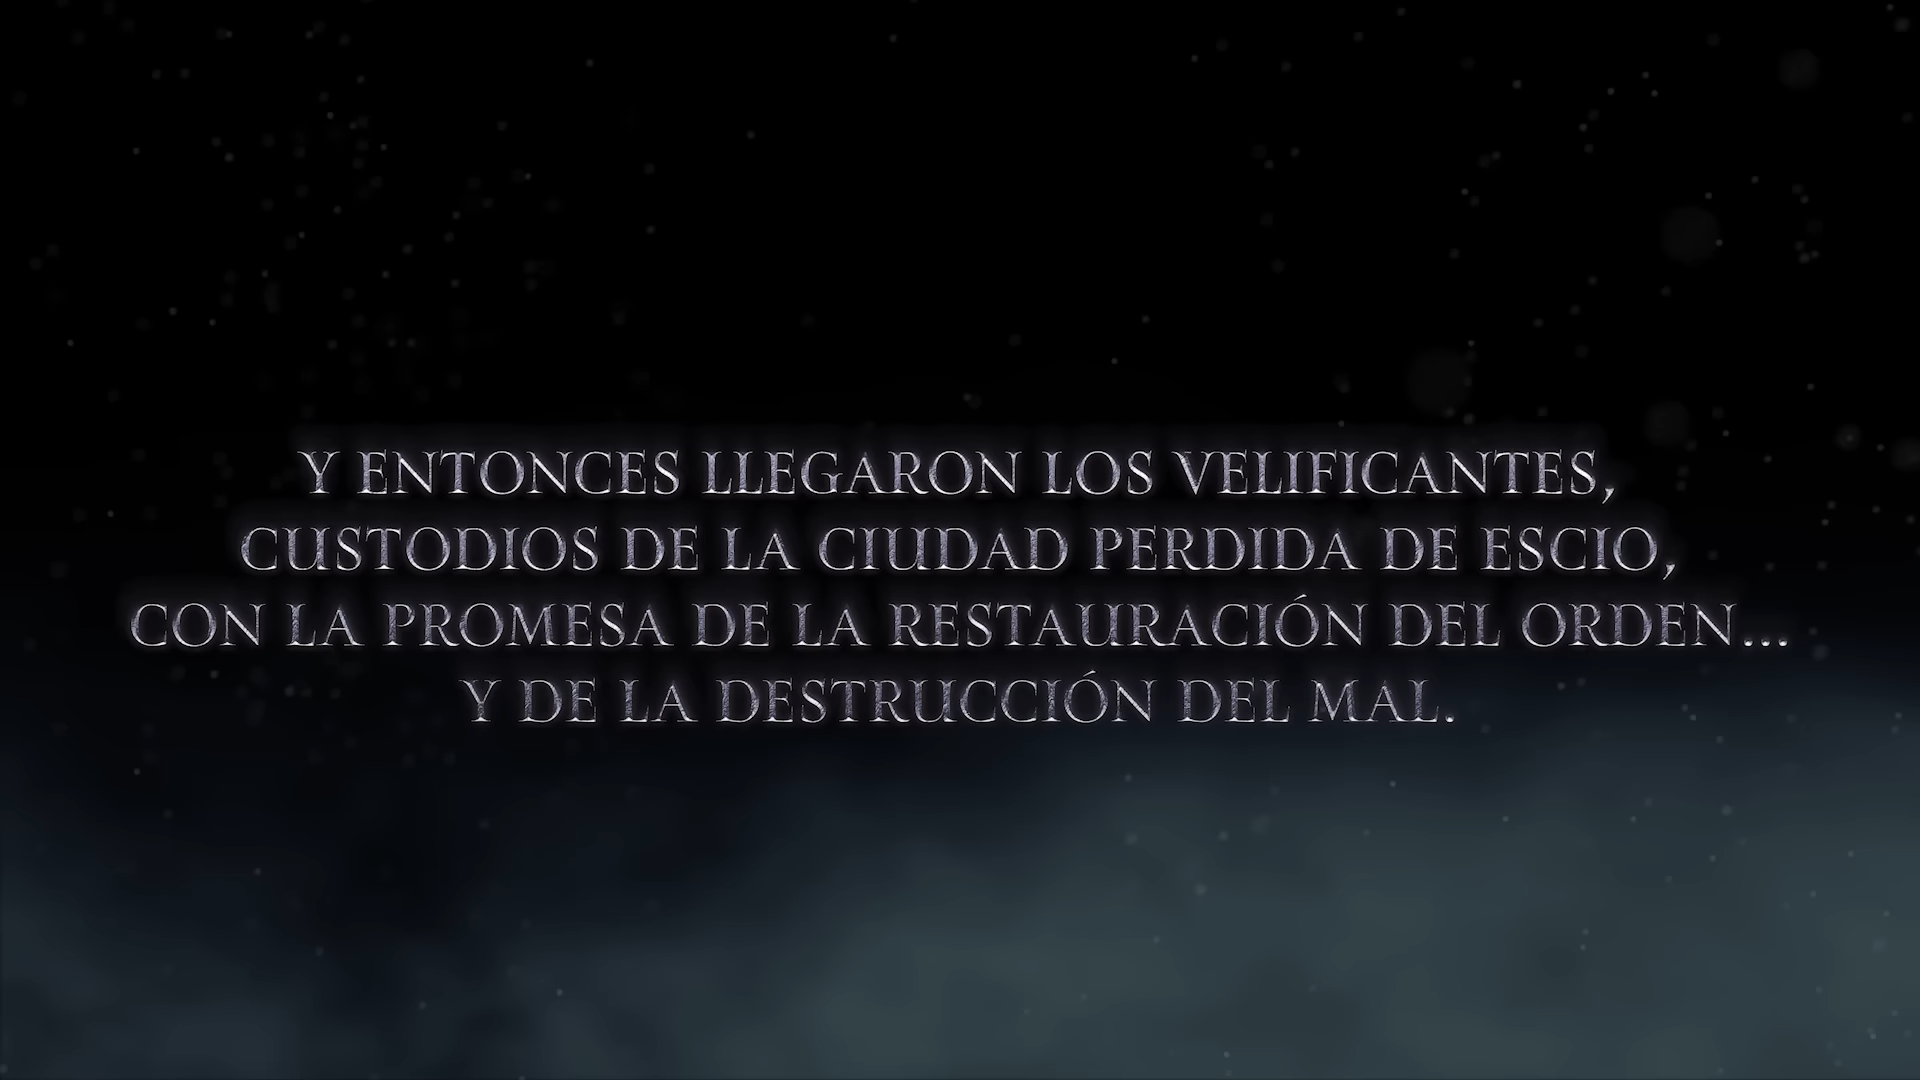 Y ENTONCES LLEGARON LOS VELIFICANTES,
CUSTODIOS DE LA CIUDAD PERDIDA DE ESCIO,
CON LA PROMESA DE LA RESTAURACIÓN DEL ORDEN...
Y DE LA DESTRUCCIÓN DEL MAL.